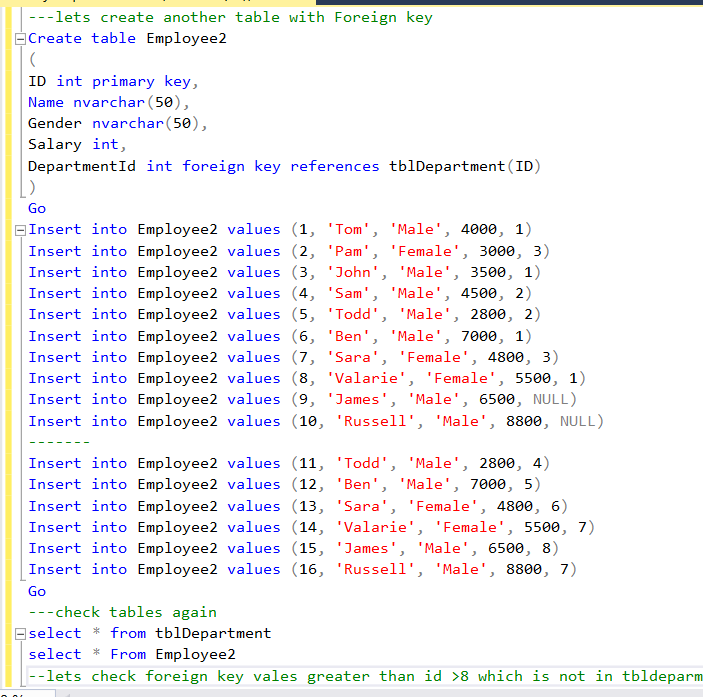 ---lets create another table with Foreign key
Create table Employee2
(
ID int primary key,
Name nvarchar(50),
Gender nvarchar(50),
Salary int,
DepartmentId int foreign key references tblDepartment(ID)
)
Go
Insert into Employee2 values (1, 'Tom', 'Male', 4000, 1)
Insert into Employee2 values (2, 'Pam', 'Female', 3000, 3)
Insert into Employee2 values (3, 'John', 'Male', 3500, 1)
Insert into Employee2 values (4, 'Sam', 'Male', 4500, 2)
Insert into Employee2 values (5, 'Todd', 'Male', 2800, 2)
Insert into Employee2 values (6, 'Ben', 'Male', 7000, 1)
Insert into Employee2 values (7, 'Sara', 'Female', 4800, 3)
Insert into Employee2 values (8, 'Valarie', 'Female', 5500, 1)
Insert into Employee2 values (9, 'James', 'Male', 6500, NULL)
Insert into Employee2 values (10, 'Russell', 'Male', 8800, NULL)
-------
Insert into Employee2 values (11, 'Todd', 'Male', 2800, 4)
Insert into Employee2 values (12, 'Ben', 'Male', 7000, 5)
Insert into Employee2 values (13, 'Sara', 'Female', 4800, 6)
Insert into Employee2 values (14, 'Valarie', 'Female', 5500, 7)
Insert into Employee2 values (15, 'James', 'Male', 6500, 8)
Insert into Employee2 values (16, 'Russell', 'Male', 8800, 7)
Go
---check tables again
select * from tblDepartment
select * From Employee2
--lets check foreign key vales greater than id >8 which is not in tbldeparm